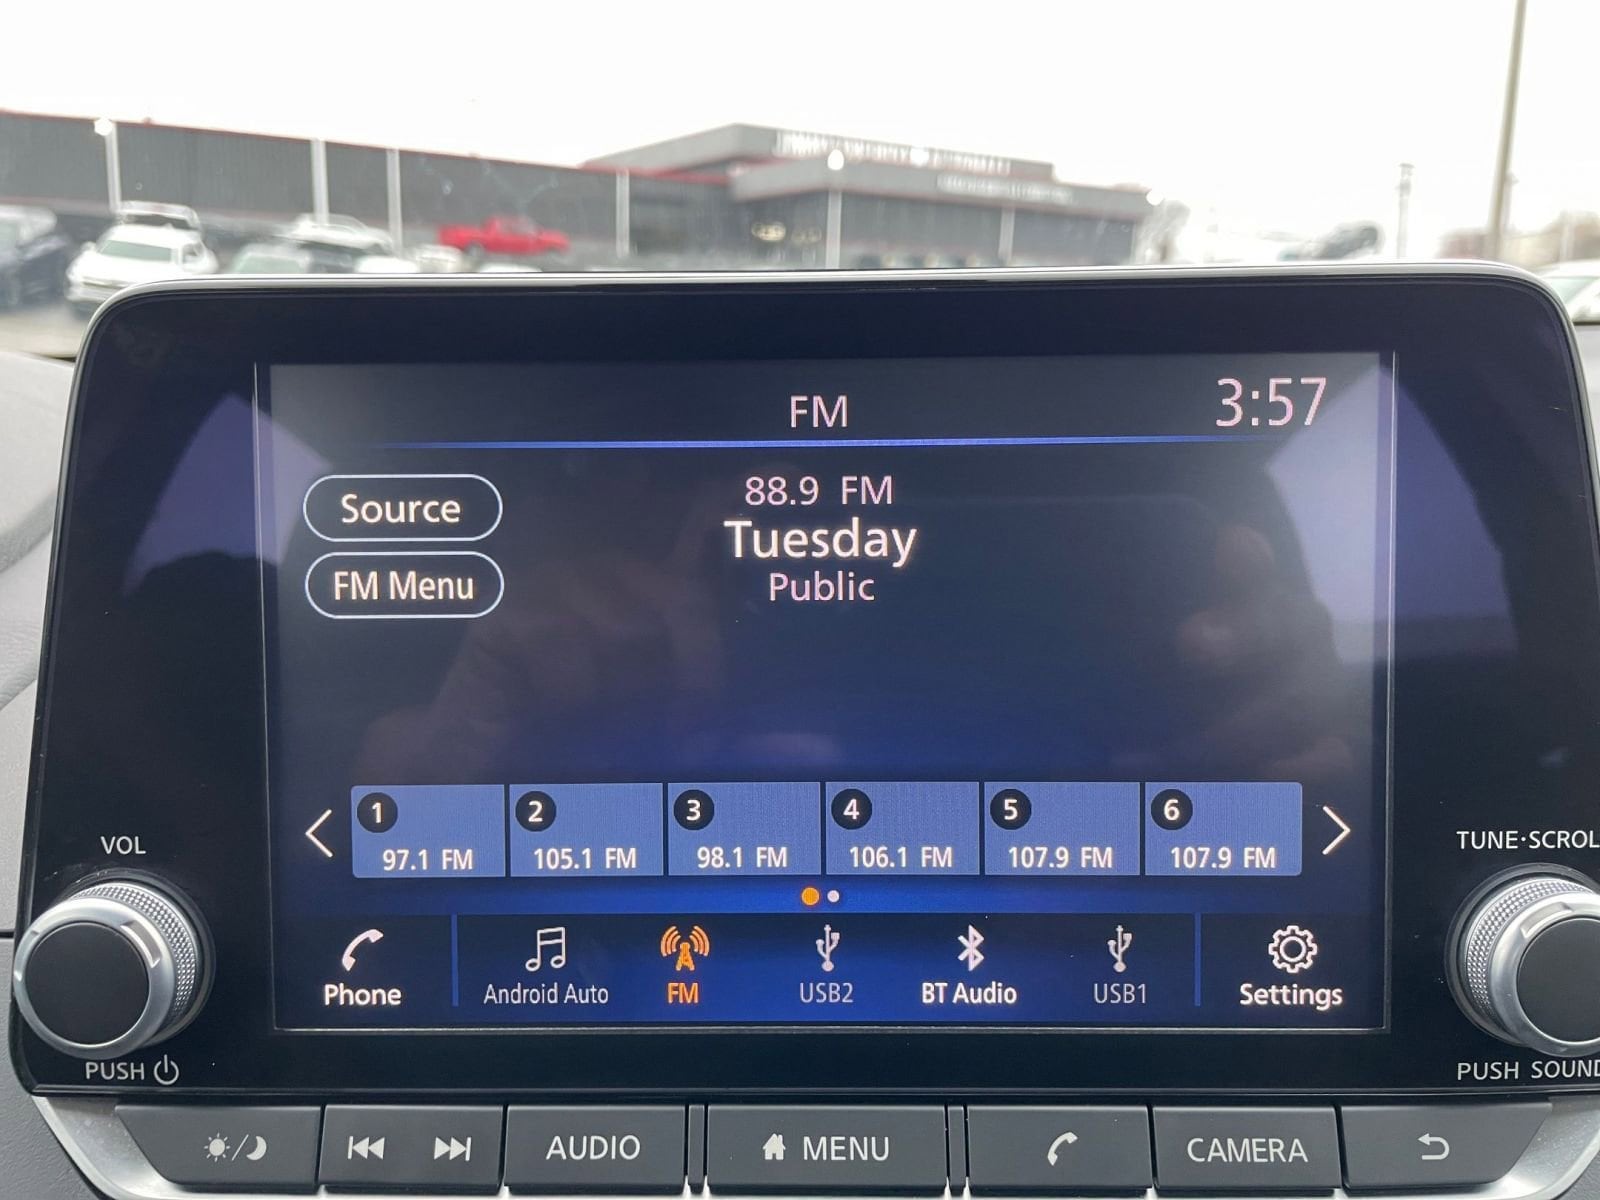 FM
3:57
Source
88.9 FM
Tuesday
FM Menu
Public
1
2
3
4
5
6
97.1 FM
105.1 FM
98.1 FM
106.1 FM
107.9 FM
107.9 FM
VOL
TUNE·SCROL
Phone
Android Auto
FM
USB2
BT Audio
USB1
Settings
PUSH
PUSH SOUND
AUDIO
MENU
CAMERA